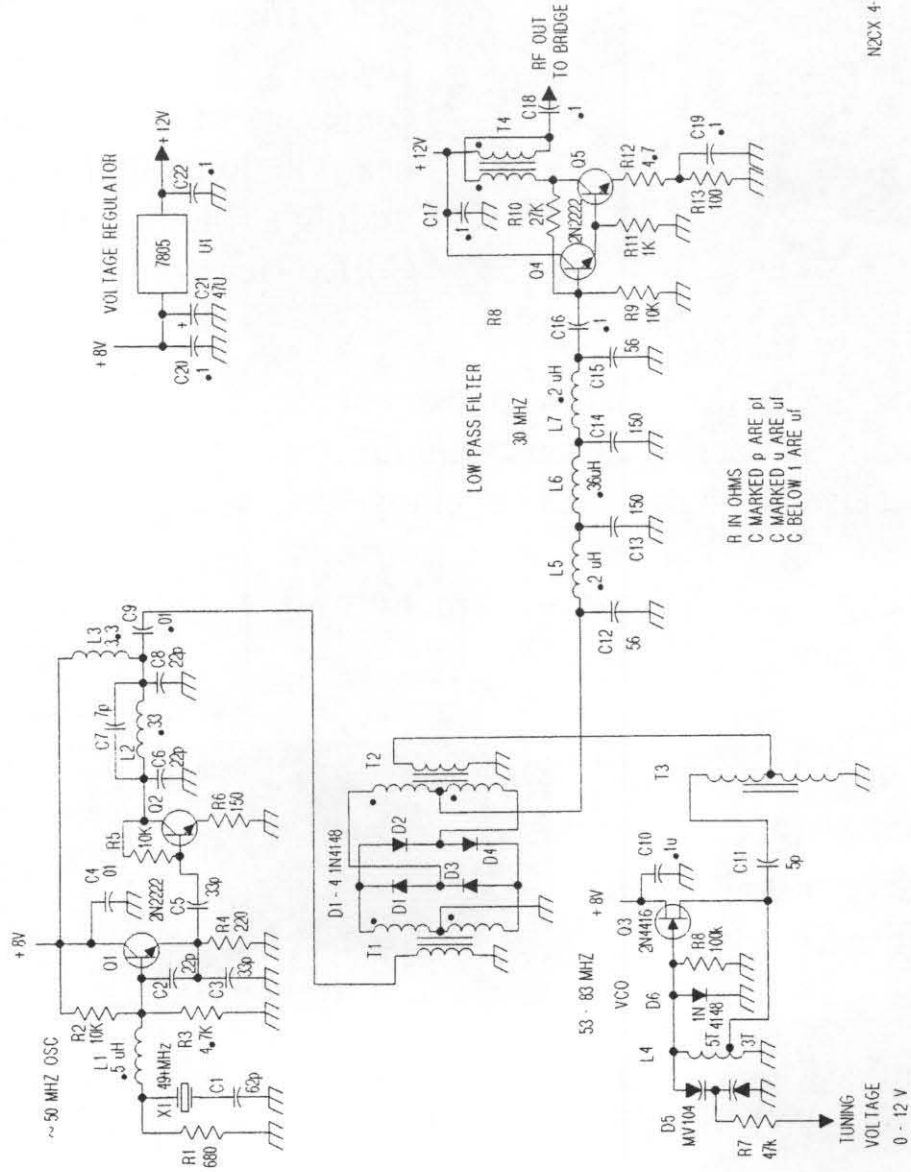 ~50 MHZ OSC
+8V
R1
680
X1
49+MHz
C1
62p
L1
.5 uH
R2
10K
R3
4.7K
Q1
C2
22p
C3
33p
C4
.01
2N2222
R4
220
C5
33p
R5
10K
Q2
R6
150
C6
22p
C7
7p
L2
.33
C8
22p
L3
3.3
C9
.01
T1
D1-4 1N4148
D1
D2
D3
D4
T2
53 - 83 MHZ
VCO
D5
MV104
R7
47k
TUNING
VOLTAGE
0 - 12 V
L4
5T
3T
D6
1N
4148
R8
100k
Q3
2N4416
+8V
C10
.1u
C11
5p
T3
LOW PASS FILTER
30 MHZ
C12
56
L5
.2 uH
C13
150
L6
.36uH
C14
150
L7
.2 uH
C15
56
C16
.1
R8
R9
10K
Q4
2N2222
R10
27K
C17
.1
+12V
R11
1K
Q5
R12
4.7
R13
100
C19
.1
T4
C18
.1
RF OUT
TO BRIDGE
VOLTAGE REGULATOR
+8V
C20
.1
C21
47U
+
7805
U1
C22
.1
+12V
R IN OHMS
C MARKED p ARE pf
C MARKED u ARE uf
C BELOW 1 ARE uf
N2CX 4-